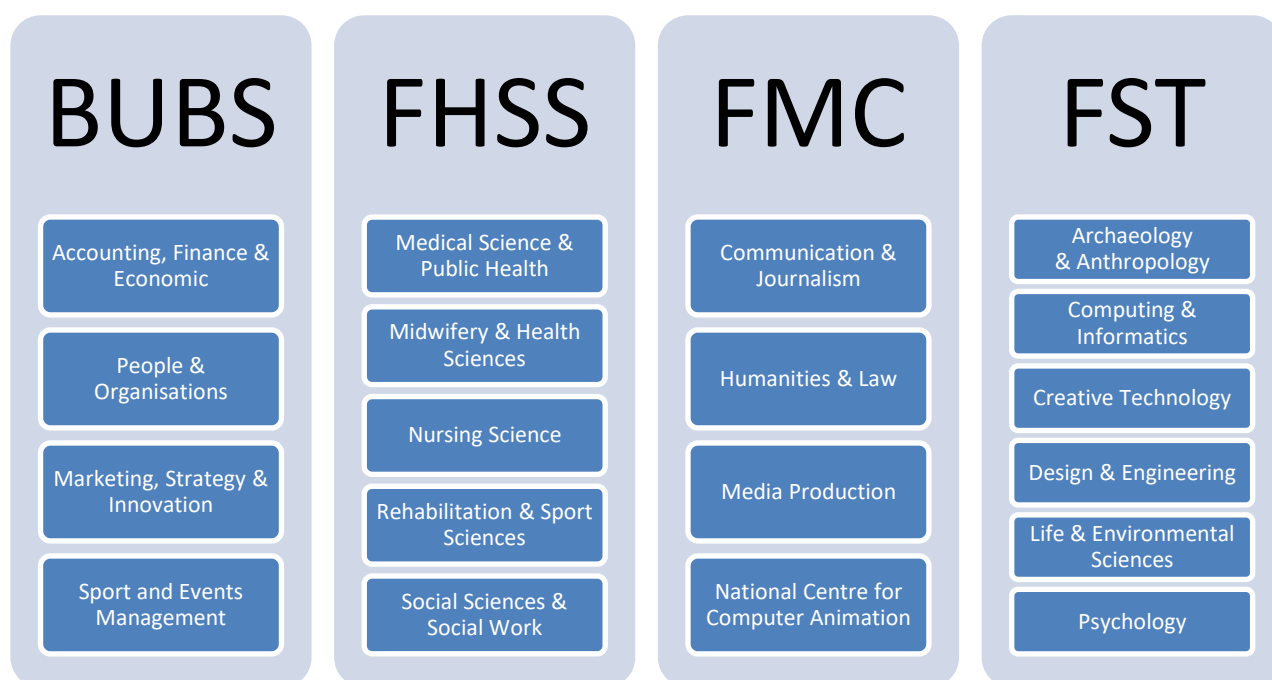 BUBS
Accounting, Finance &
Economic
People &
Organisations
Marketing, Strategy &
Innovation
Sport and Events
Management
FHSS
Medical Science &
Public Health
Midwifery & Health
Sciences
Nursing Science
Rehabilitation & Sport
Sciences
Social Sciences &
Social Work
FMC
Communication &
Journalism
Humanities & Law
Media Production
National Centre for
Computer Animation
FST
Archaeology
& Anthropology
Computing &
Informatics
Creative Technology
Design & Engineering
Life & Environmental
Sciences
Psychology